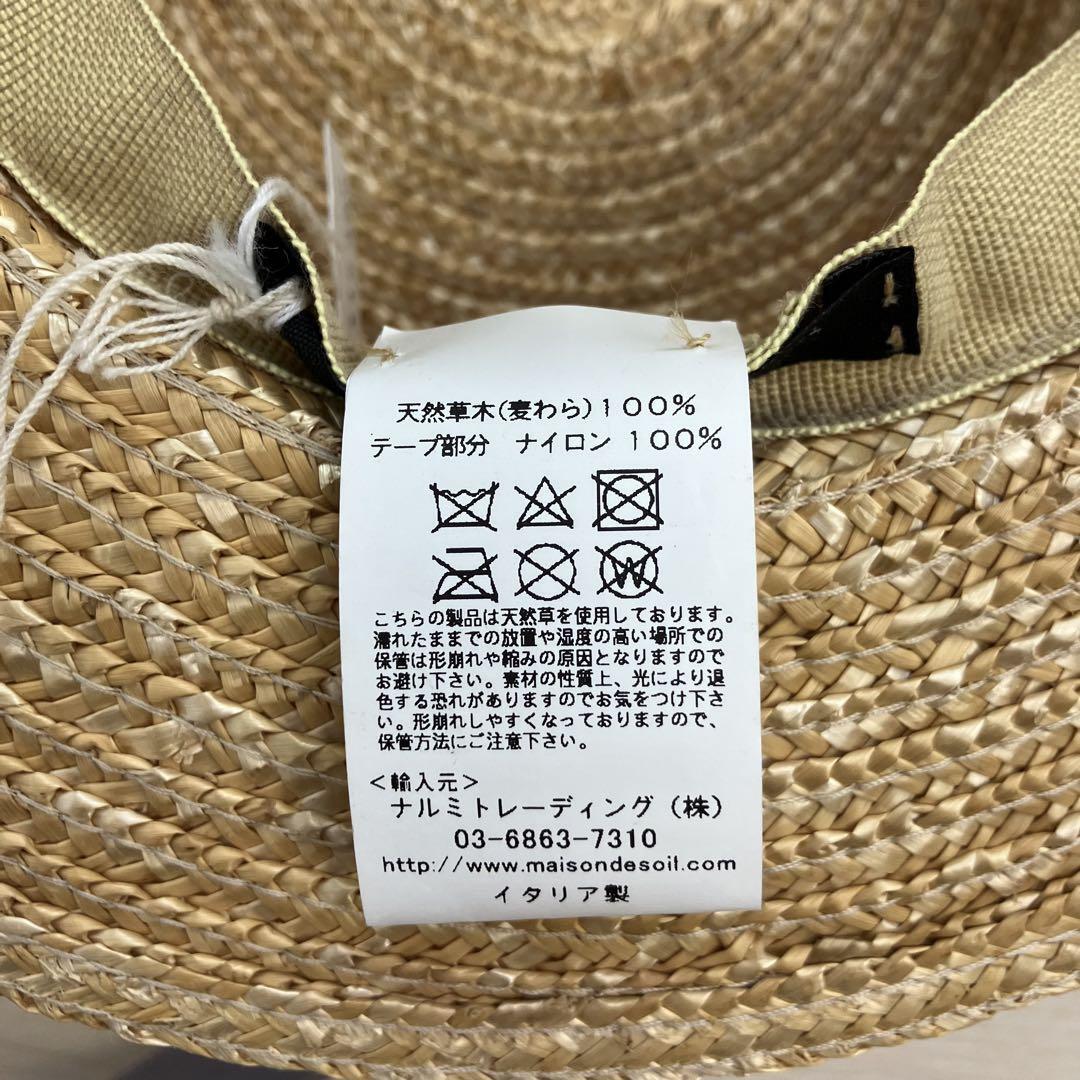 天然草木(麦わら)100%
テープ部分 ナイロン 100%
W
こちらの製品は天然草を使用しております。
濡れたままでの放置や湿度の高い場所での
保管は形崩れや縮みの原因となりますので
お避け下さい。素材の性質上、光により退
色する恐れがありますのでお気をつけ下さ
い。形崩れしやすくなっておりますので、
保管方法にご注意下さい。
<輸入元>
ナルミトレーディング(株)
03-6863-7310
http://www.maisondesoil.com
イタリア製